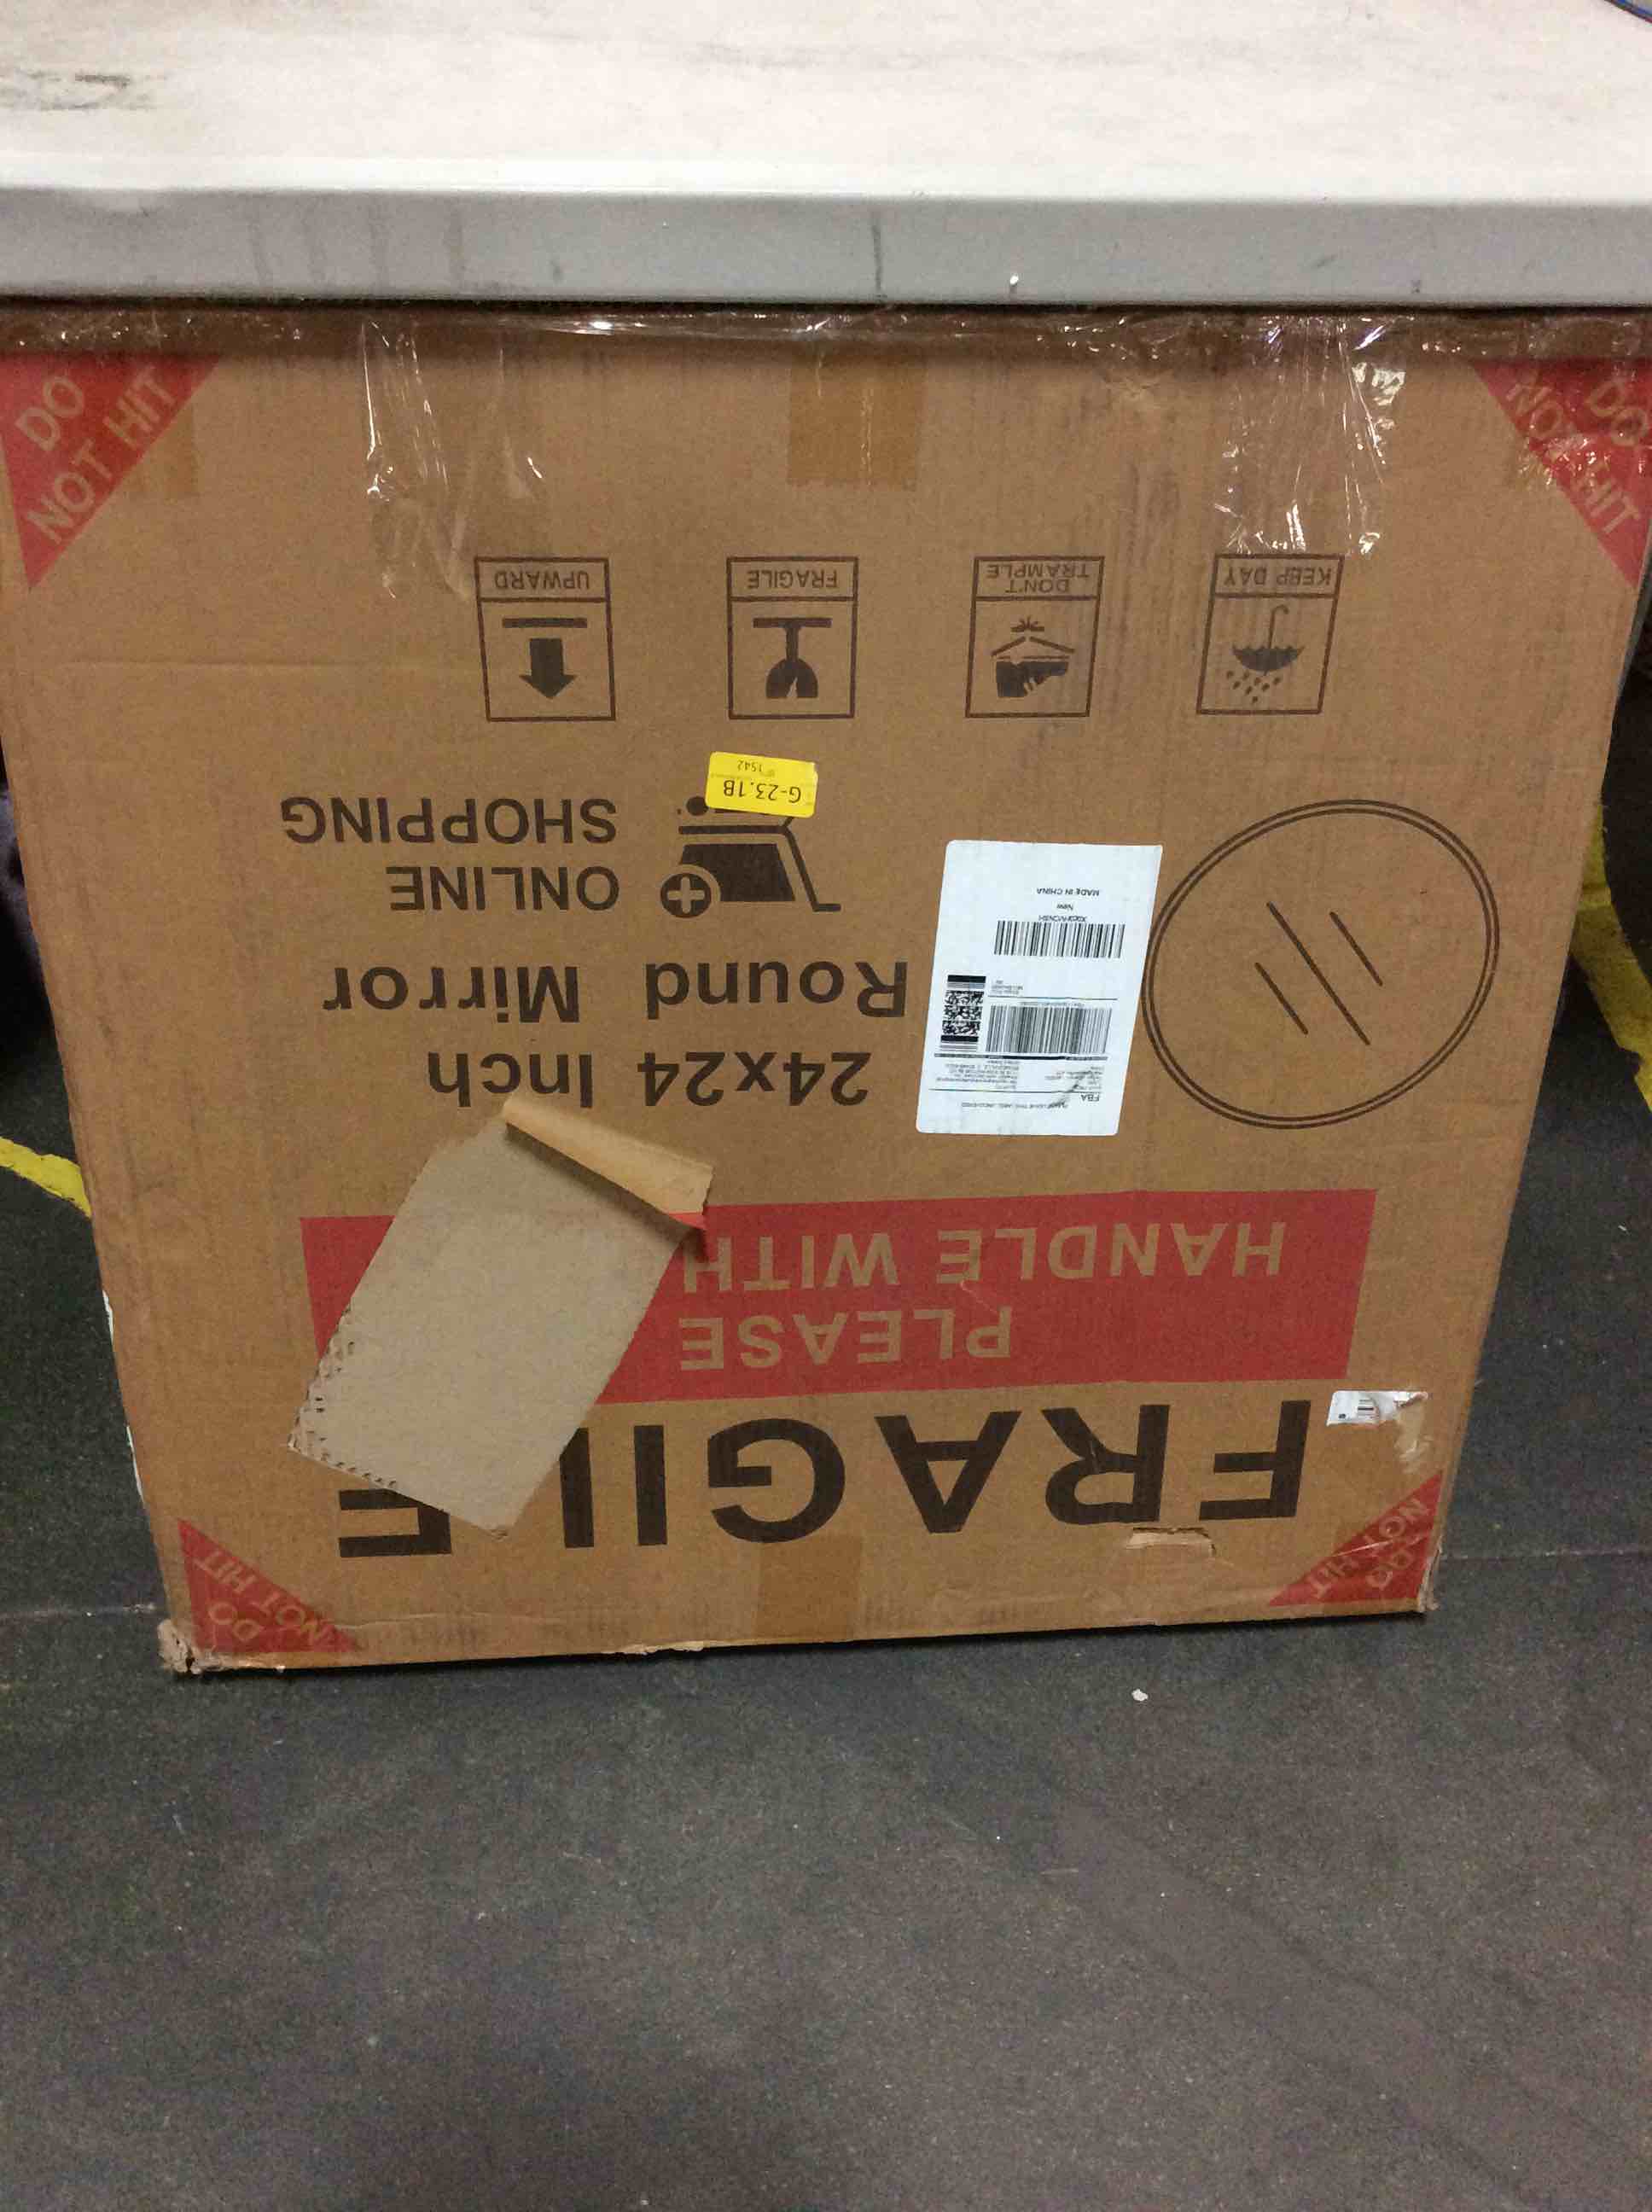 DO
NOT HIT
DO
NOT HIT
FRAGILE
PLEASE
HANDLE WITH
24x24 Inch
Round Mirror
ONLINE
SHOPPING
G-23.1B
1542
FBA
New
MADE IN CHINA
KEEP DAY
DON'T
TRAMPLE
FRAGILE
UPWARD
DO
NOT HIT
DO
NOT HIT